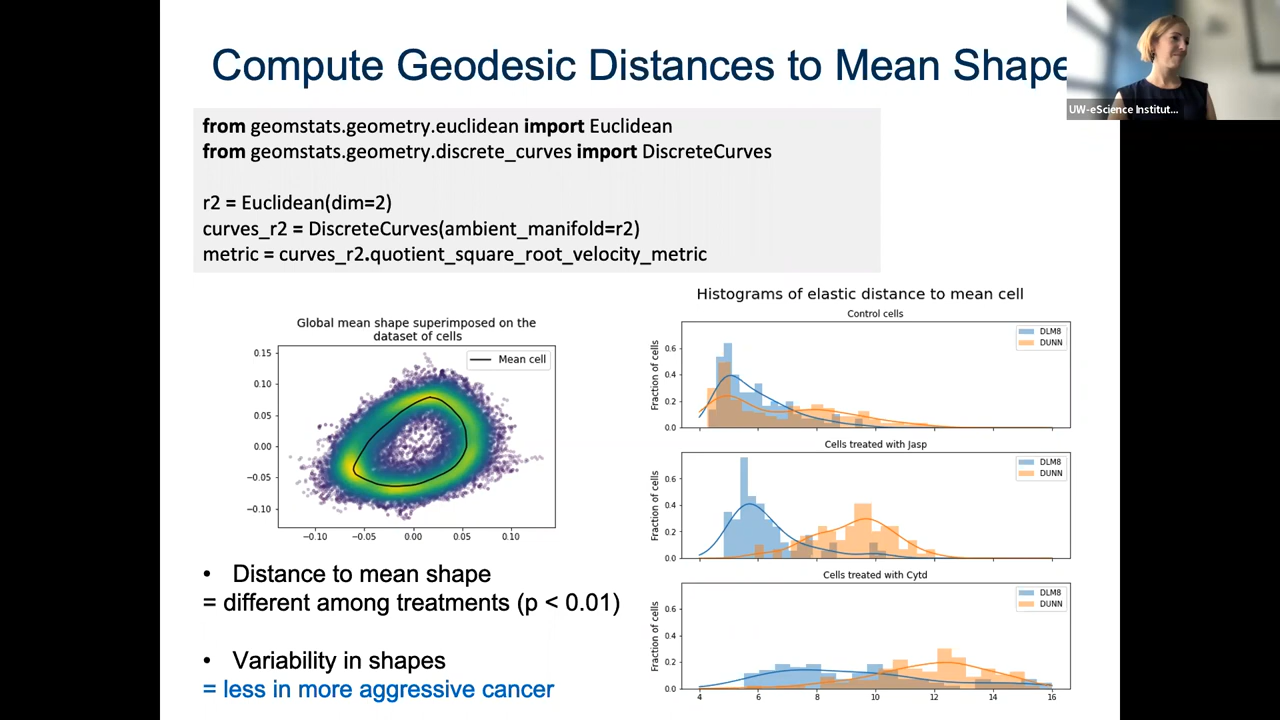 Compute Geodesic Distances to Mean Shape
UW-eScience Institut...
from geomstats.geometry.euclidean import Euclidean
from geomstats.geometry.discrete_curves import DiscreteCurves
r2 = Euclidean(dim=2)
curves_r2 = DiscreteCurves(ambient_manifold=r2)
metric = curves_r2.quotient_square_root_velocity_metric
Global mean shape superimposed on the
dataset of cells
Mean cell
0.15
0.10
0.05
0.00
−0.05
−0.10
−0.10 −0.05 0.00 0.05 0.10
• Distance to mean shape
= different among treatments (p < 0.01)
• Variability in shapes
= less in more aggressive cancer
Histograms of elastic distance to mean cell
Control cells
DLM8
DUNN
Fraction of cells
0.6
0.4
0.2
0.0
Cells treated with Jasp
DLM8
DUNN
Fraction of cells
0.6
0.4
0.2
0.0
Cells treated with Cytd
DLM8
DUNN
Fraction of cells
0.6
0.4
0.2
0.0
4 6 8 10 12 14 16